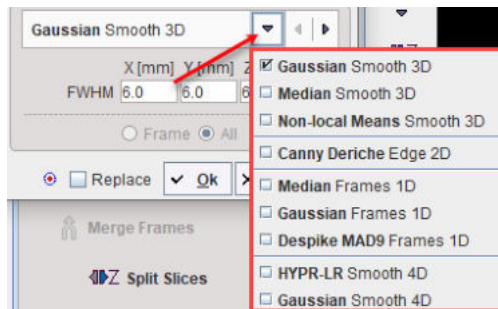 Gaussian Smooth 3D
X [mm] Y [mm] Z
FWHM 6.0 6.0 6
Frame All
Replace Ok
Merge Frames
Split Slices
Gaussian Smooth 3D
Median Smooth 3D
Non-local Means Smooth 3D
Canny Deriche Edge 2D
Median Frames 1D
Gaussian Frames 1D
Despike MAD9 Frames 1D
HYPR-LR Smooth 4D
Gaussian Smooth 4D